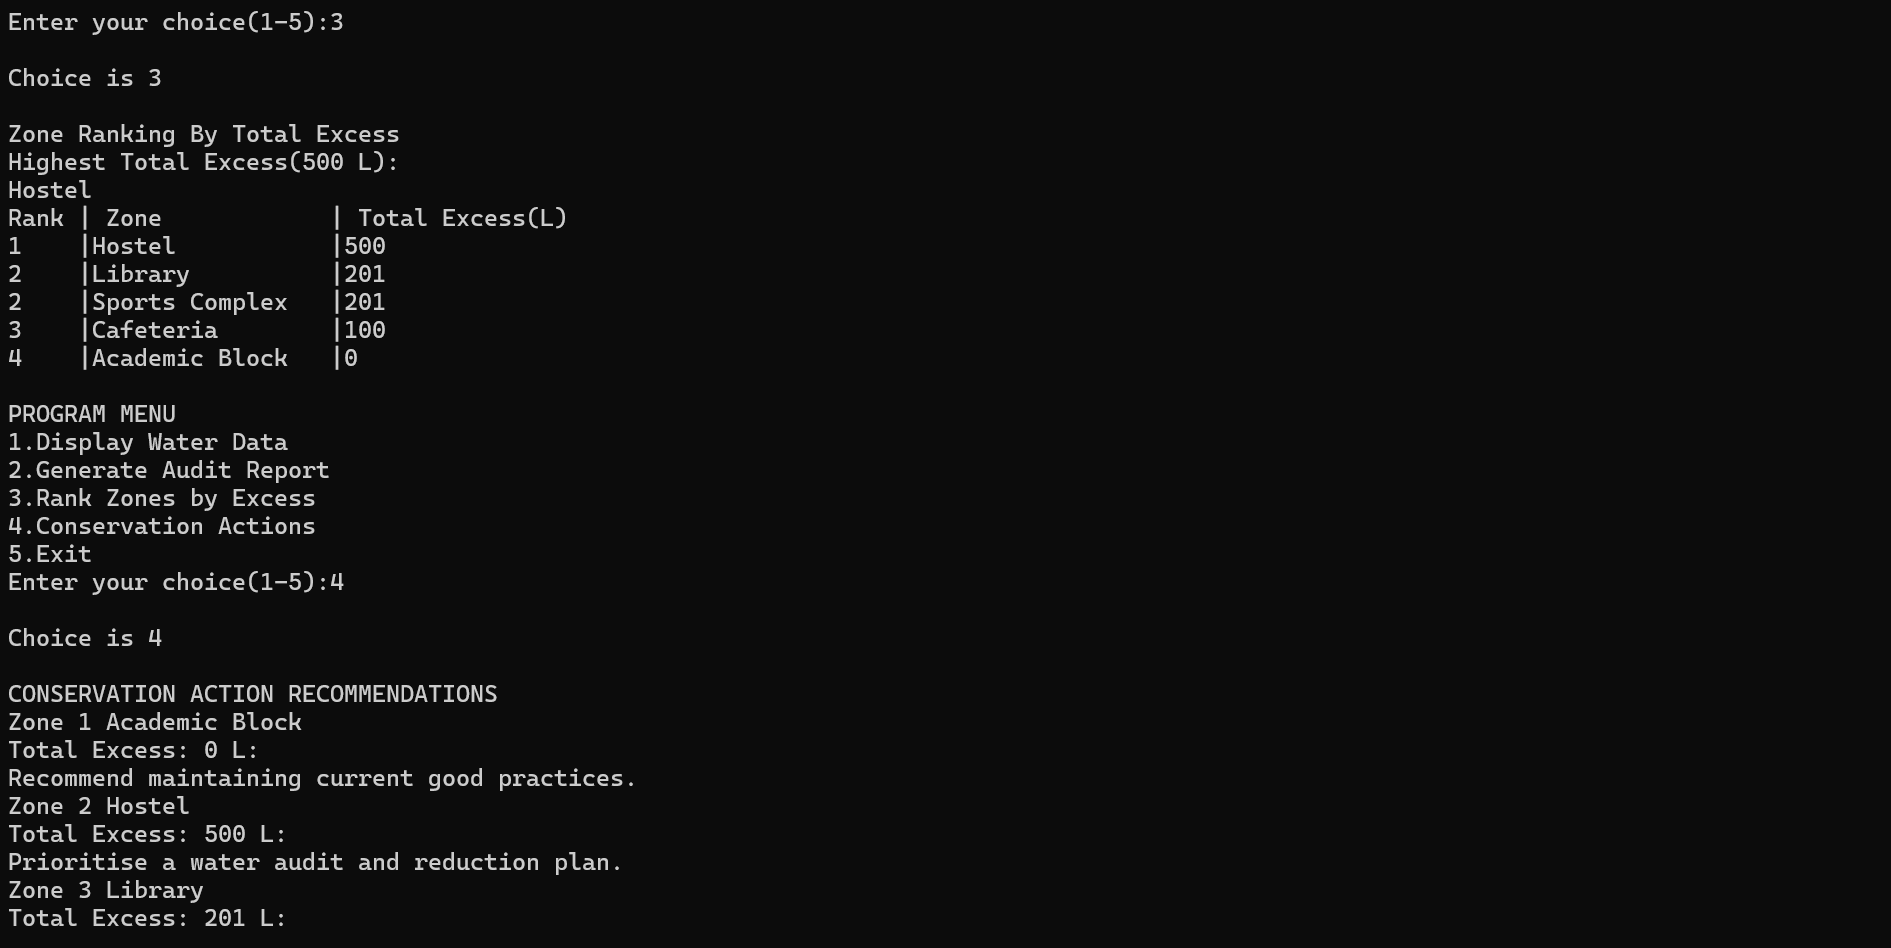 Enter your choice(1-5):3
Choice is 3
Zone Ranking By Total Excess
Highest Total Excess(500 L):
Hostel
Rank | Zone            | Total Excess(L)
1    |Hostel           |500
2    |Library          |201
2    |Sports Complex   |201
3    |Cafeteria        |100
4    |Academic Block   |0
PROGRAM MENU
1.Display Water Data
2.Generate Audit Report
3.Rank Zones by Excess
4.Conservation Actions
5.Exit
Enter your choice(1-5):4
Choice is 4
CONSERVATION ACTION RECOMMENDATIONS
Zone 1 Academic Block
Total Excess: 0 L:
Recommend maintaining current good practices.
Zone 2 Hostel
Total Excess: 500 L:
Prioritise a water audit and reduction plan.
Zone 3 Library
Total Excess: 201 L: